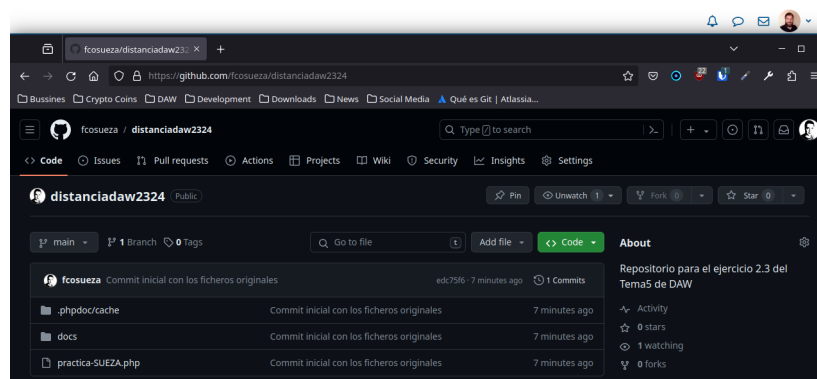 fcosueza/distanciadaw232
https://github.com/fcosueza/distanciadaw2324
22
1
Bussines Crypto Coins DAW Development Downloads News Social Media Qué es Git | Atlassia...
fcosueza / distanciadaw2324
Type / to search
Code Issues Pull requests Actions Projects Wiki Security Insights Settings
distanciadaw2324 Public
Pin Unwatch 1 Fork 0 Star 0
main 1 Branch 0 Tags
Go to file t Add file Code
About
fcosueza Commit inicial con los ficheros originales edc75f6 · 7 minutes ago 1 Commits
Repositorio para el ejercicio 2.3 del
Tema5 de DAW
.phpdoc/cache Commit inicial con los ficheros originales 7 minutes ago
Activity
0 stars
docs Commit inicial con los ficheros originales 7 minutes ago
1 watching
practica-SUEZA.php Commit inicial con los ficheros originales 7 minutes ago
0 forks